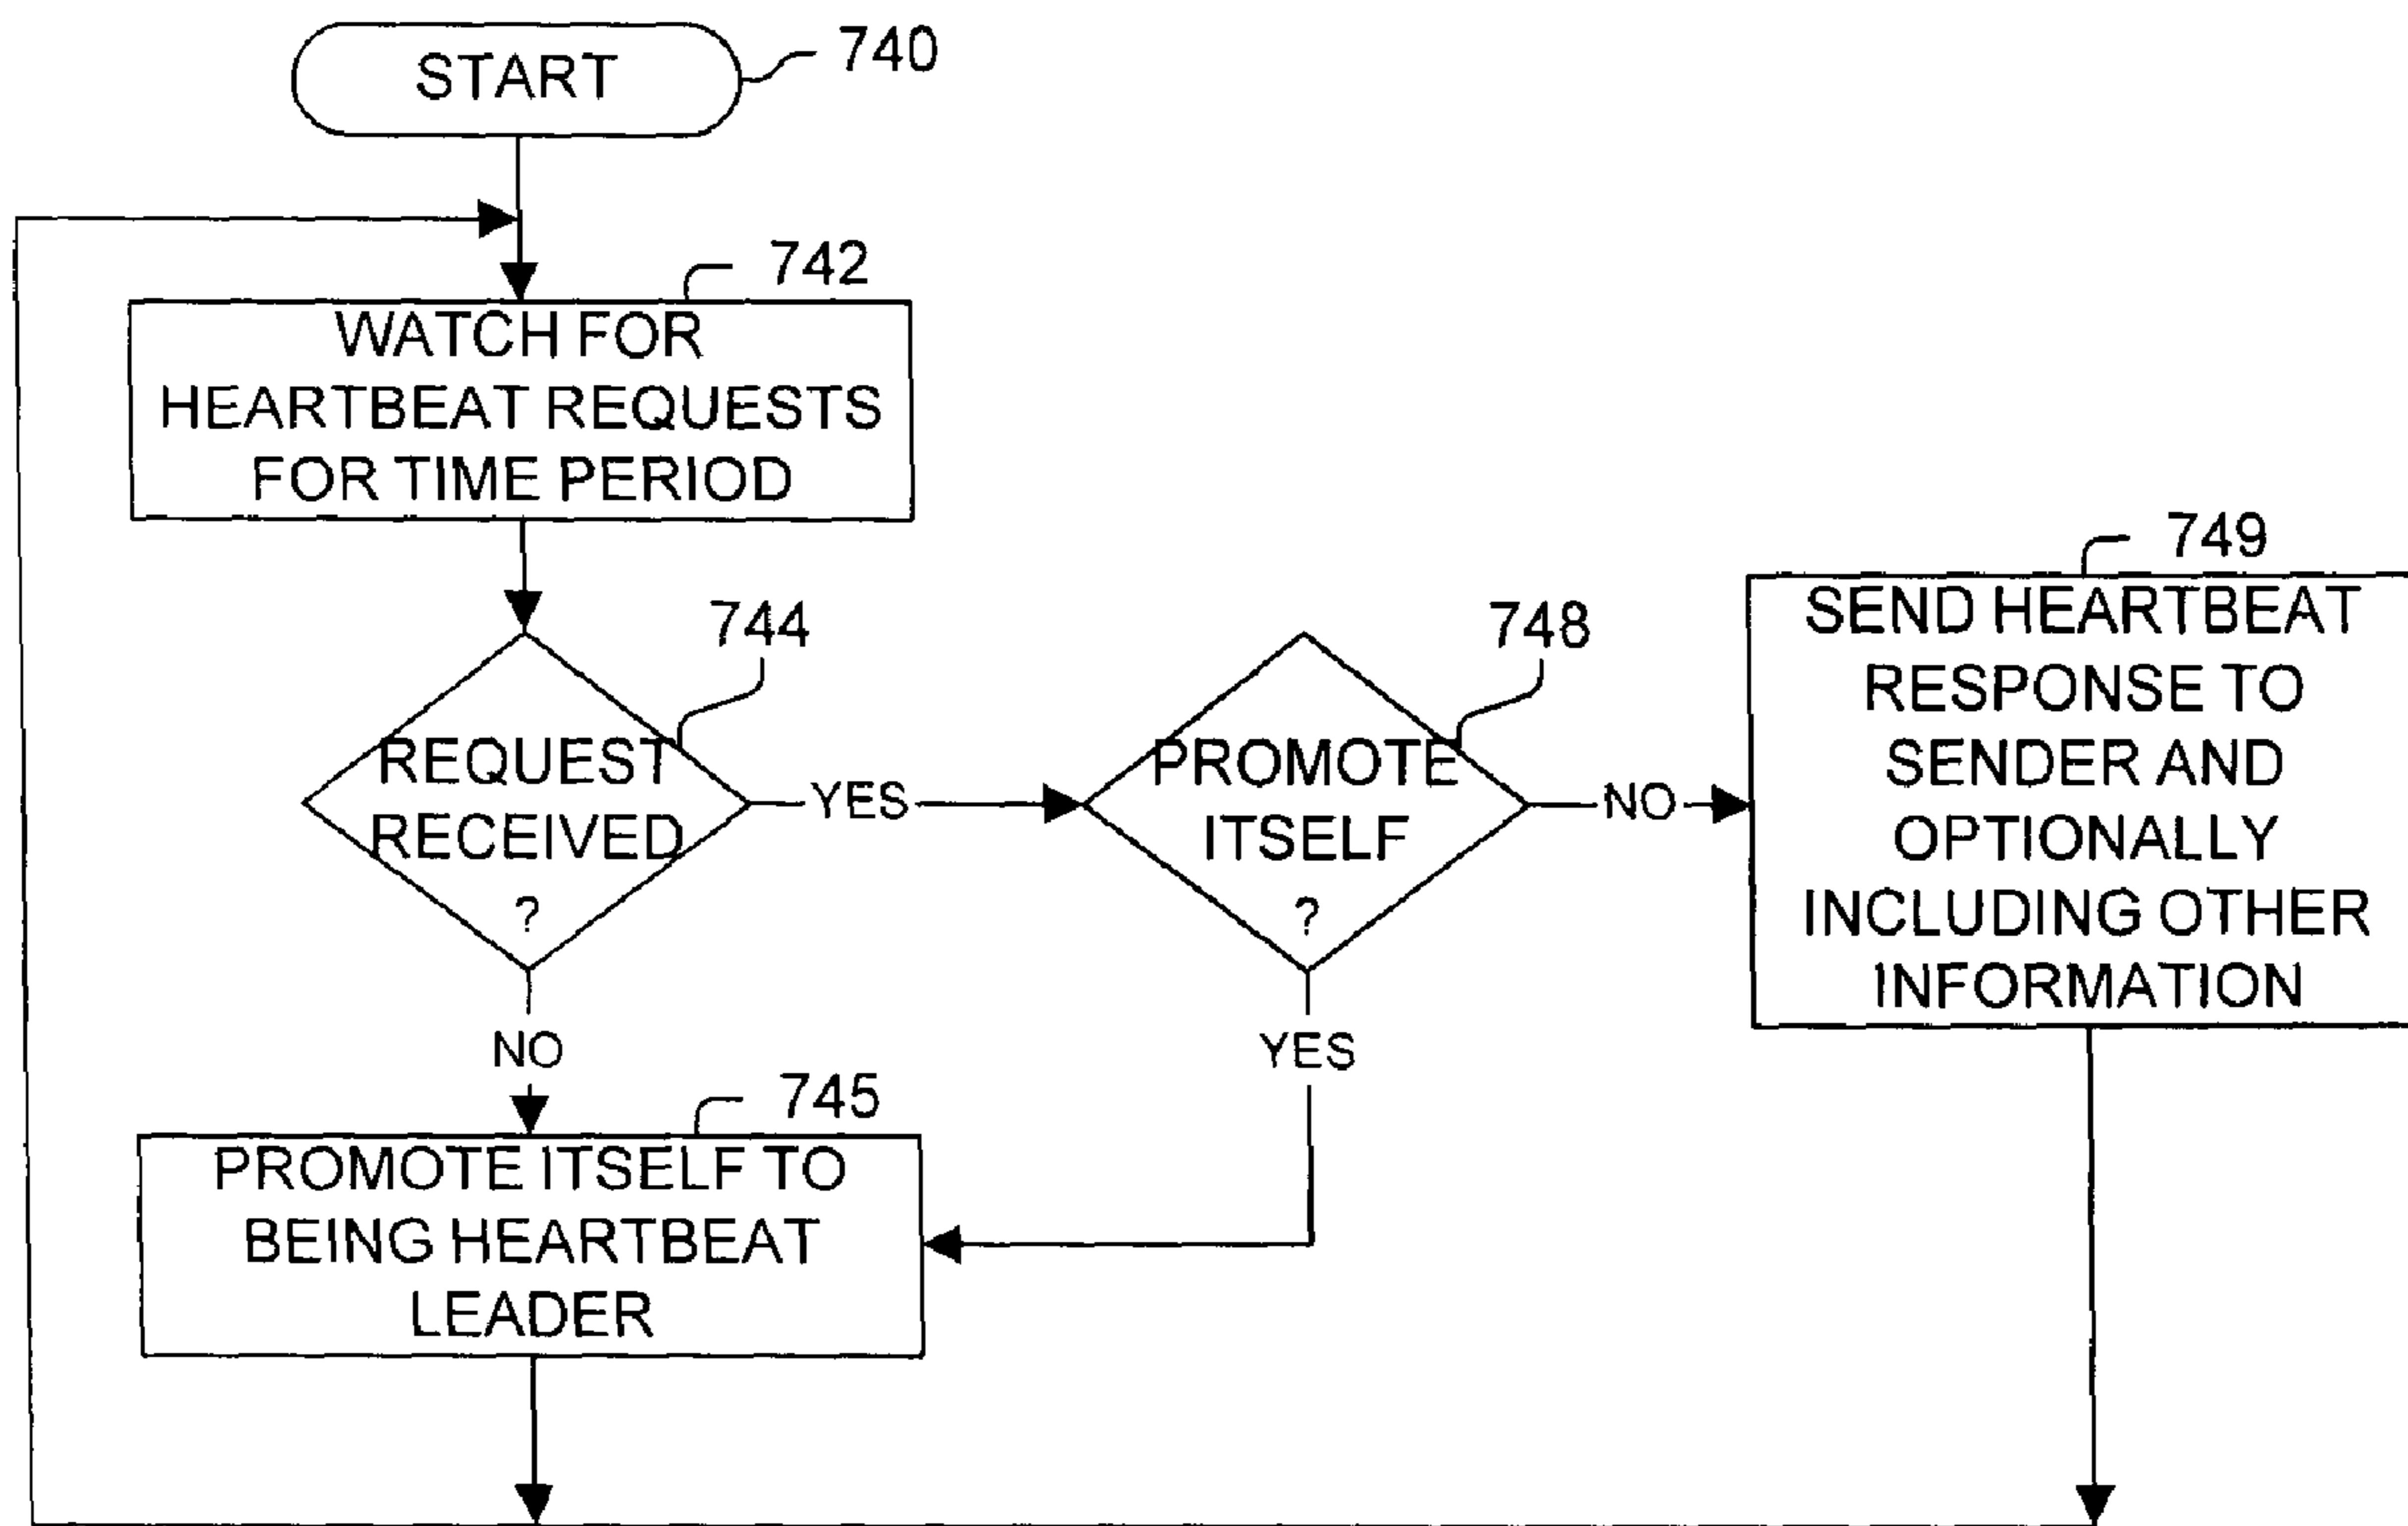 START
740
742
WATCH FOR
HEARTBEAT REQUESTS
FOR TIME PERIOD
744
REQUEST
RECEIVED
?
YES
NO
748
PROMOTE
ITSELF
?
NO
YES
749
SEND HEARTBEAT
RESPONSE TO
SENDER AND
OPTIONALLY
INCLUDING OTHER
INFORMATION
745
PROMOTE ITSELF TO
BEING HEARTBEAT
LEADER